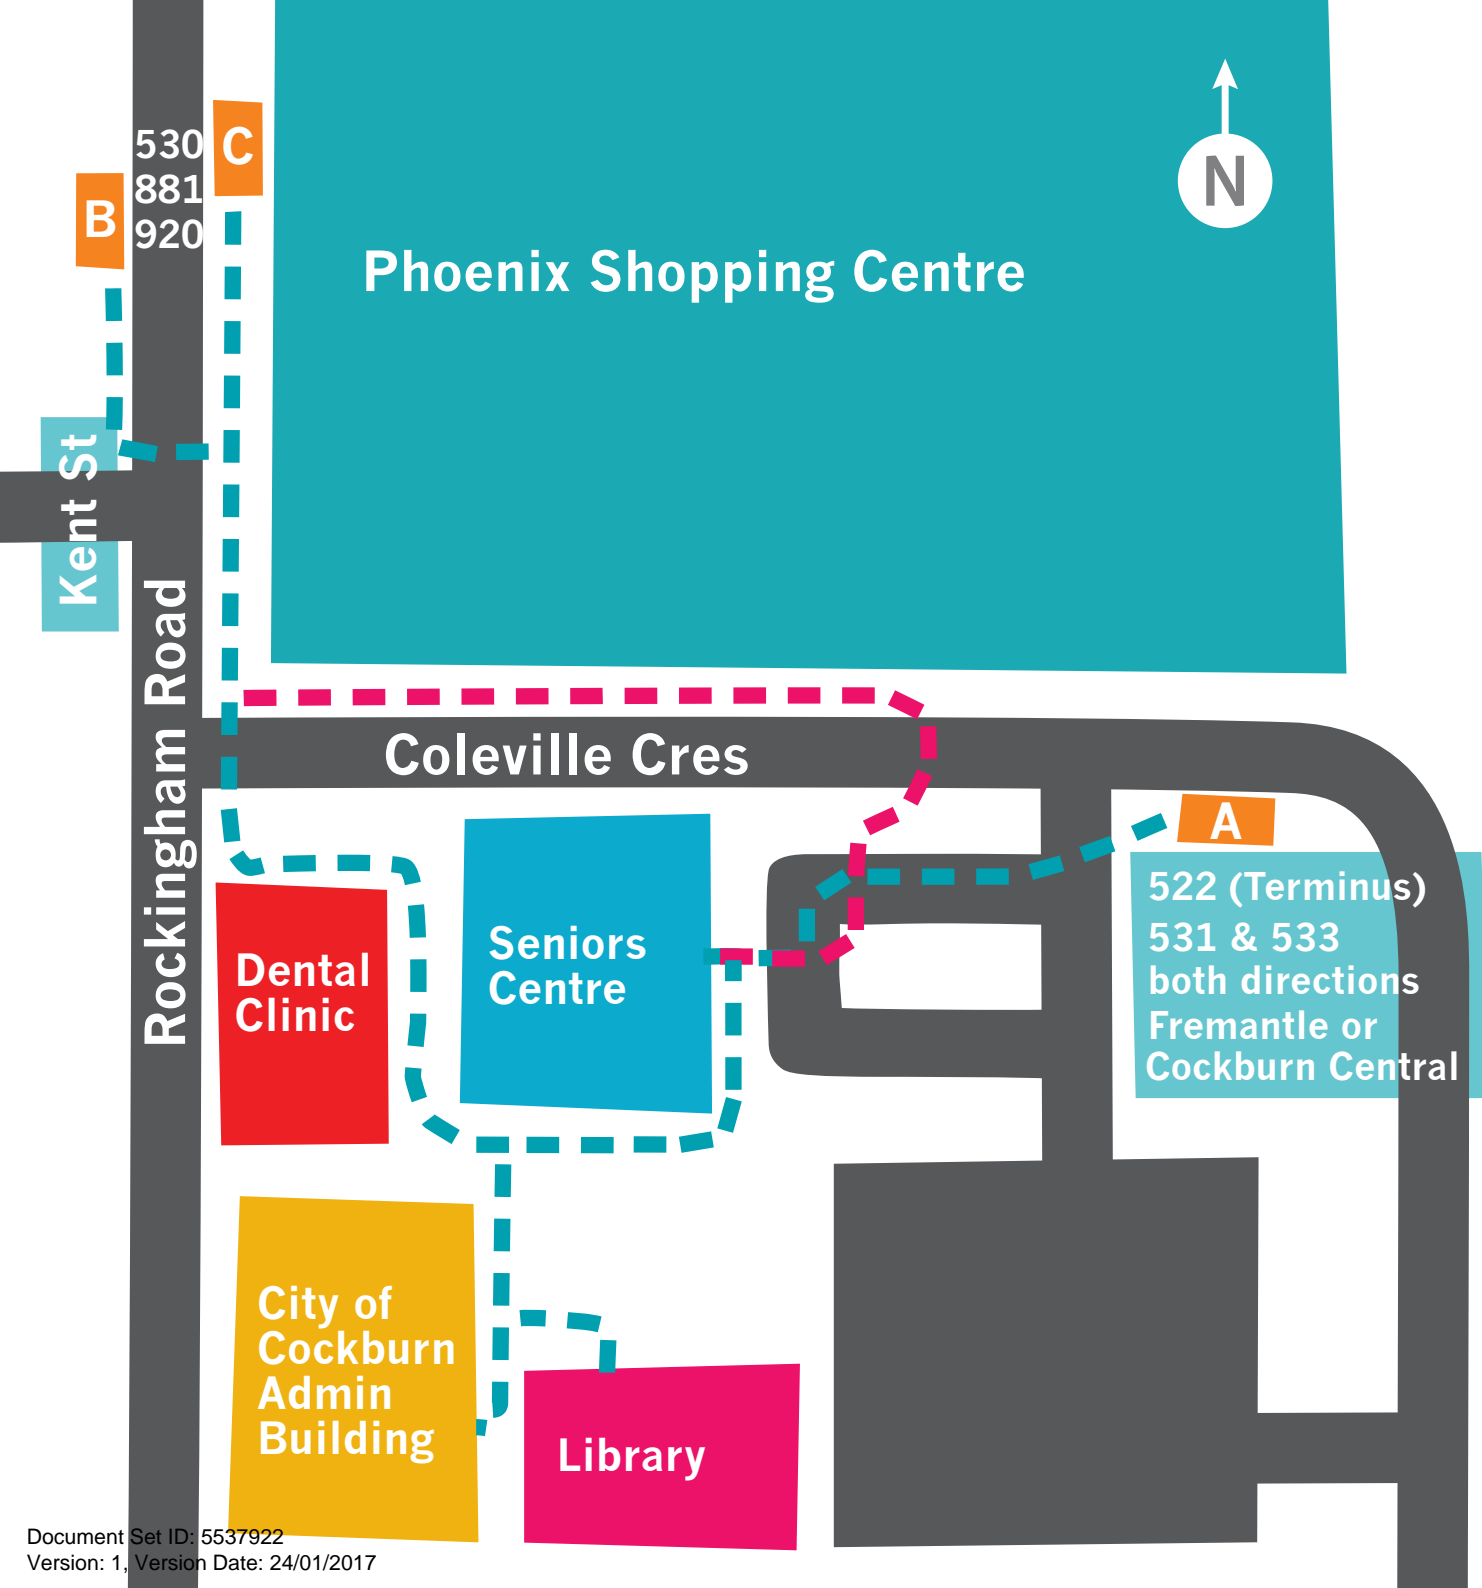 530
881
920
C
B
N
Phoenix Shopping Centre
Kent St
Rockingham Road
Coleville Cres
A
522 (Terminus)
531 & 533
both directions
Fremantle or
Cockburn Central
Seniors
Centre
Dental
Clinic
City of
Cockburn
Admin
Building
Library
Document Set ID: 5537922
Version: 1, Version Date: 24/01/2017